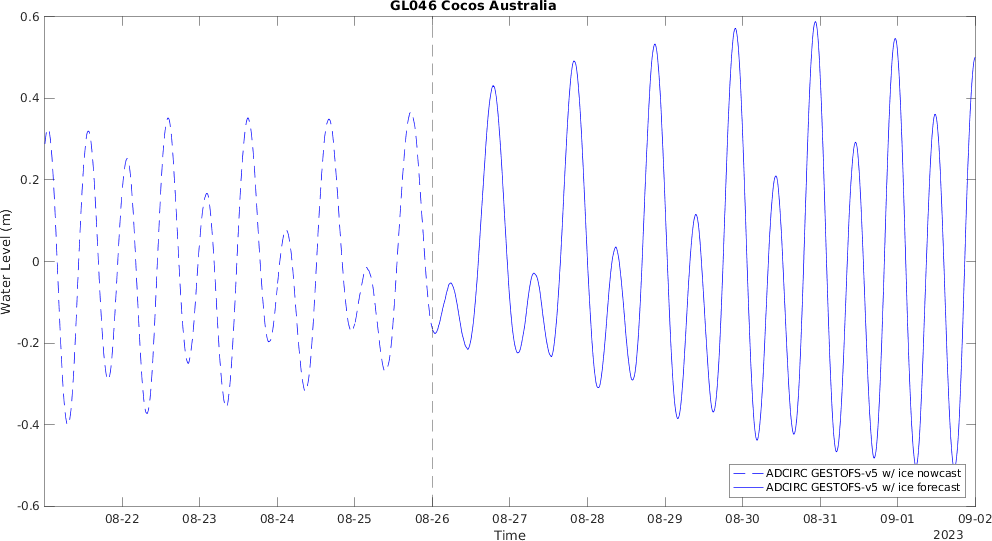 GL046 Cocos Australia
0.6
0.4
0.2
0
-0.2
-0.4
-0.6
Water Level (m)
ADCIRC GESTOFS-v5 w/ ice nowcast
ADCIRC GESTOFS-v5 w/ ice forecast
08-22 08-23 08-24 08-25 08-26 08-27 08-28 08-29 08-30 08-31 09-01 09-02
Time
2023